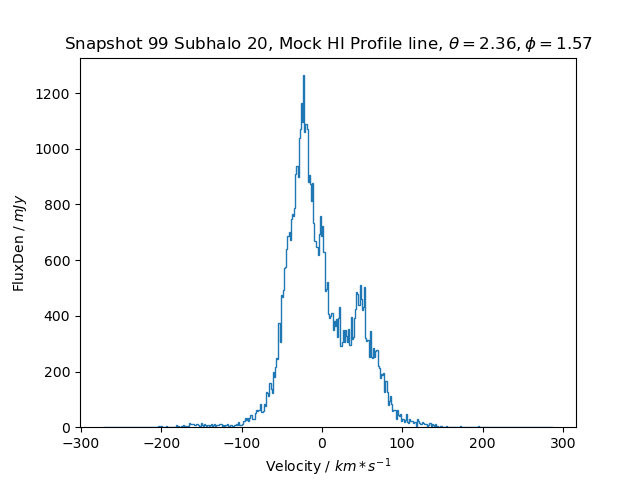 Snapshot 99 Subhalo 20, Mock HI Profile line, θ = 2.36, ϕ = 1.57
1200
1000
800
600
400
200
0
FluxDen / mJy
−300 −200 −100 0 100 200 300
Velocity / km * s⁻¹